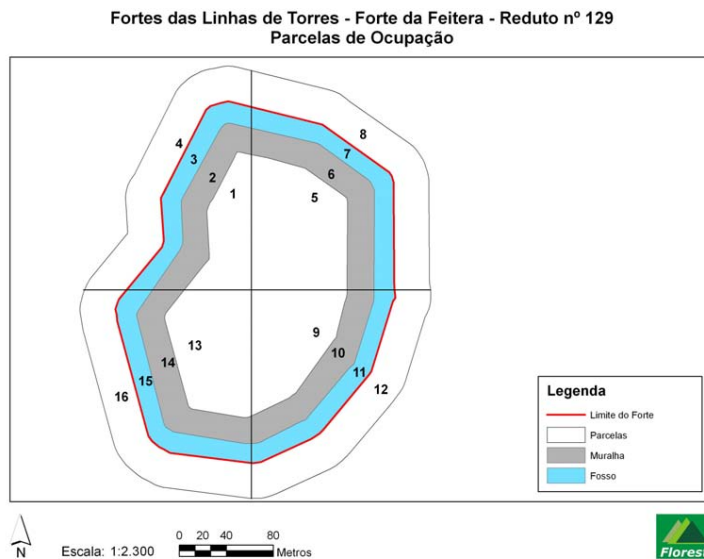 Fortes das Linhas de Torres - Forte da Feitera - Reduto nº 129
Parcelas de Ocupação
8
4
7
3
6
2
1
5
9
13
10
14
11
15
12
16
Legenda
Limite do Forte
Parcelas
Muralha
Fosso
N
Escala: 1:2.300
0 20 40 80
Metros